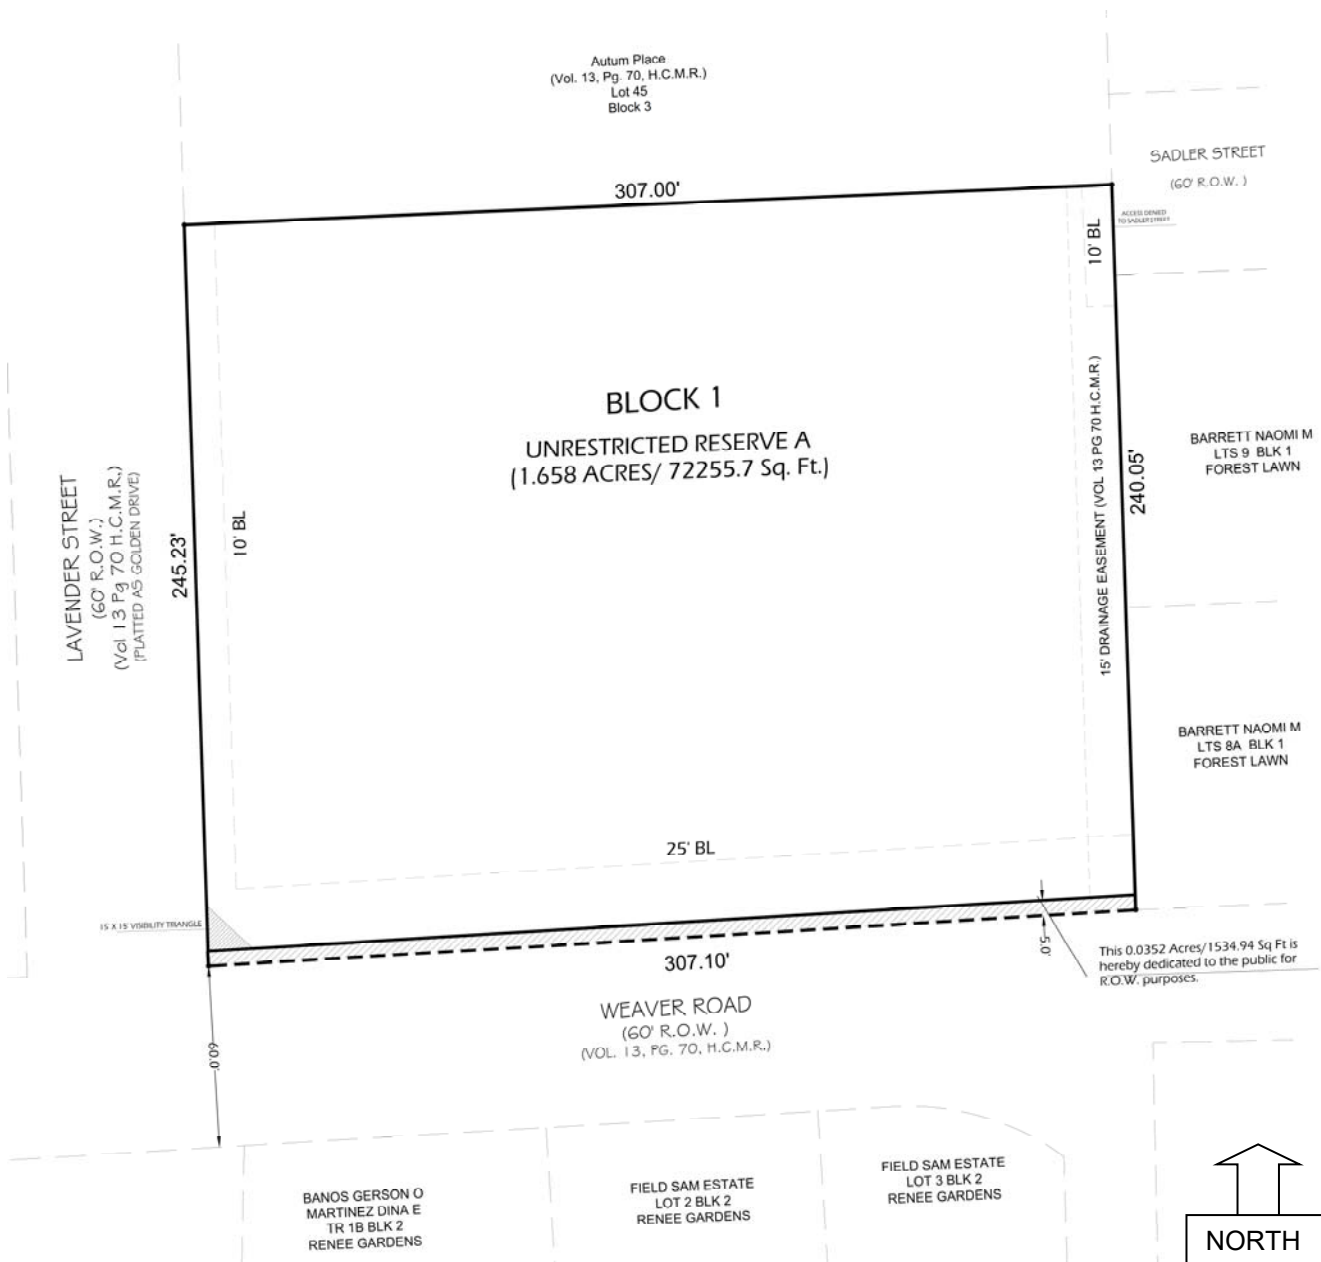 Autum Place
(Vol. 13, Pg. 70, H.C.M.R.)
Lot 45
Block 3
SADLER STREET
(60' R.O.W. )
ACCESS DENIED
TO SADLER STREET
307.00'
10' BL
BLOCK 1
UNRESTRICTED RESERVE A
(1.658 ACRES/ 72255.7 Sq. Ft.)
LAVENDER STREET
(60' R.O.W.)
(Vol 13 Pg 70 H.C.M.R.)
(PLATTED AS GOLDEN DRIVE)
245.23'
10' BL
15' DRAINAGE EASEMENT (VOL 13 PG 70 H.C.M.R.)
240.05'
BARRETT NAOMI M
LTS 9 BLK 1
FOREST LAWN
BARRETT NAOMI M
LTS 8A BLK 1
FOREST LAWN
25' BL
15 X 15' VISIBILITY TRIANGLE
307.10'
5.0'
This 0.0352 Acres/1534.94 Sq Ft is
hereby dedicated to the public for
R.O.W. purposes.
WEAVER ROAD
(60' R.O.W. )
(VOL. 13, PG. 70, H.C.M.R.)
60.0'
BANOS GERSON O
MARTINEZ DINA E
TR 1B BLK 2
RENEE GARDENS
FIELD SAM ESTATE
LOT 2 BLK 2
RENEE GARDENS
FIELD SAM ESTATE
LOT 3 BLK 2
RENEE GARDENS
NORTH